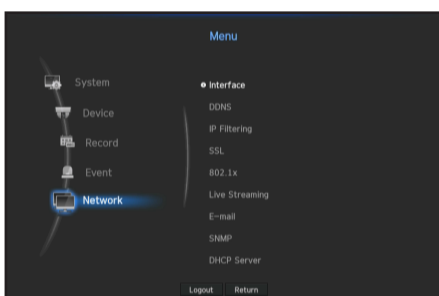 Menu
System
Device
Record
Event
Network
Interface
DDNS
IP Filtering
SSL
802.1x
Live Streaming
E-mail
SNMP
DHCP Server
Logout Return